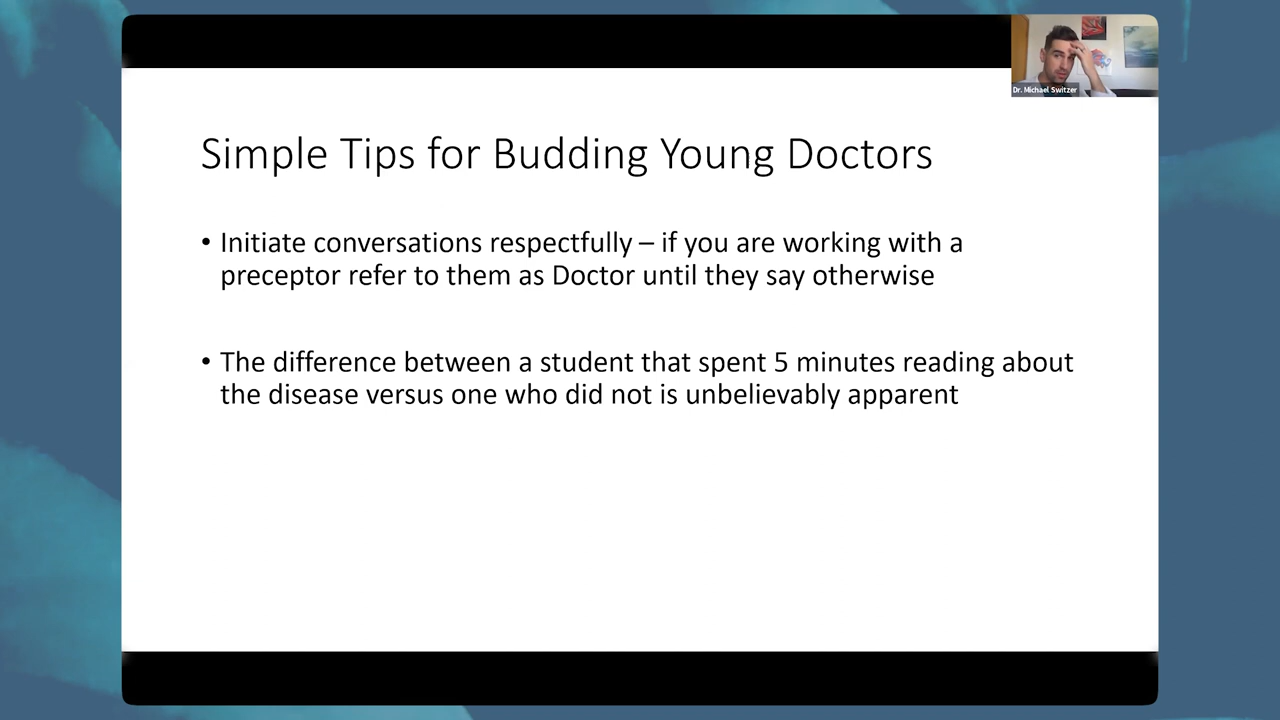 Dr. Michael Switzer
Simple Tips for Budding Young Doctors
• Initiate conversations respectfully – if you are working with a
preceptor refer to them as Doctor until they say otherwise
• The difference between a student that spent 5 minutes reading about
the disease versus one who did not is unbelievably apparent